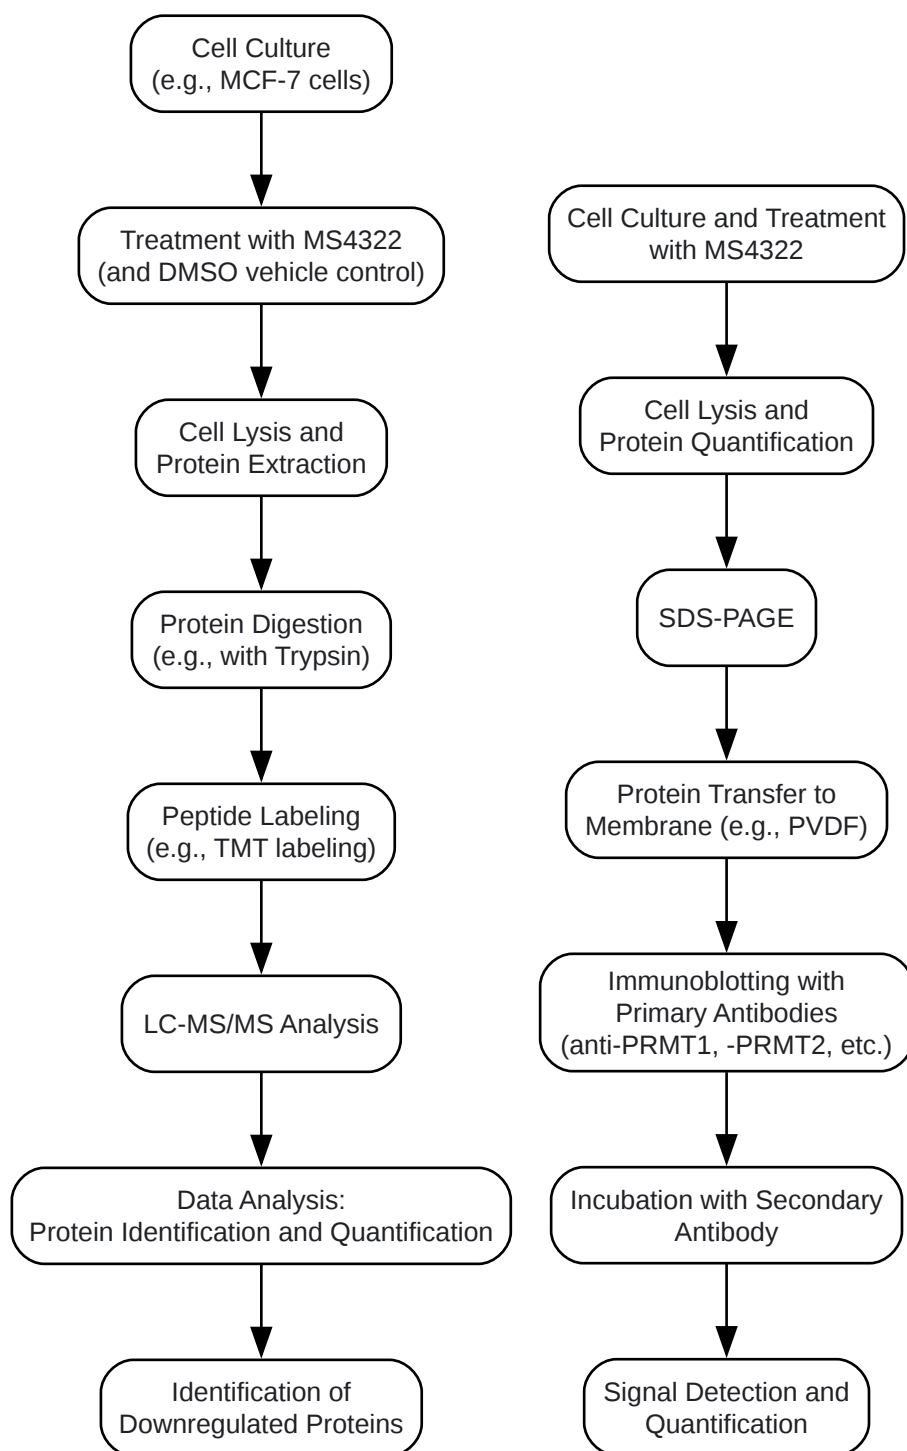 Cell Culture
(e.g., MCF-7 cells)
Treatment with MS4322
(and DMSO vehicle control)
Cell Lysis and
Protein Extraction
Protein Digestion
(e.g., with Trypsin)
Peptide Labeling
(e.g., TMT labeling)
LC-MS/MS Analysis
Data Analysis:
Protein Identification and Quantification
Identification of
Downregulated Proteins
Cell Culture and Treatment
with MS4322
Cell Lysis and
Protein Quantification
SDS-PAGE
Protein Transfer to
Membrane (e.g., PVDF)
Immunoblotting with
Primary Antibodies
(anti-PRMT1, -PRMT2, etc.)
Incubation with Secondary
Antibody
Signal Detection and
Quantification